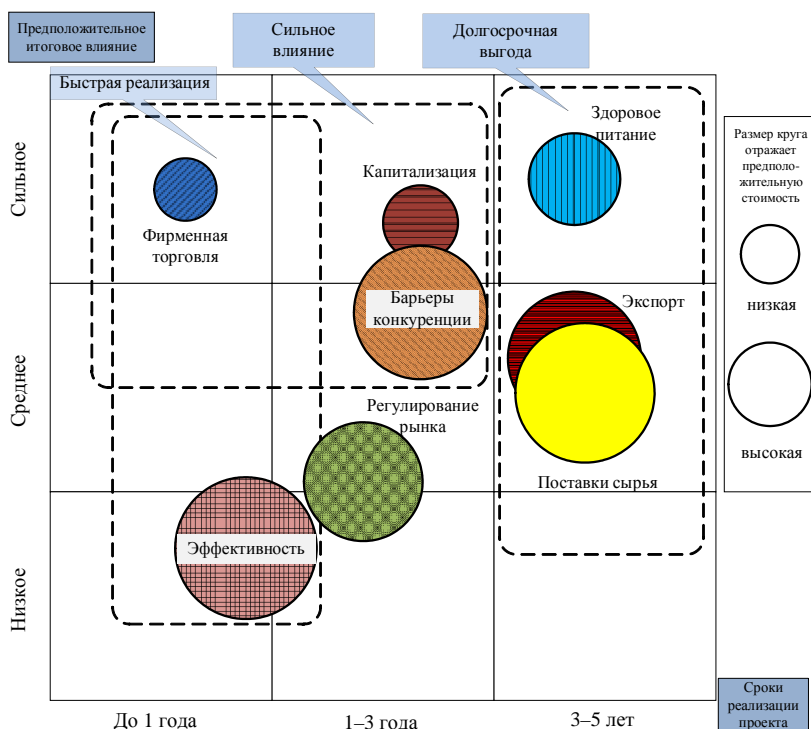 Предположительное
итоговое влияние
Сильное
влияние
Долгосрочная
выгода
Быстрая реализация
Здоровое
питание
Капитализация
Фирменная
торговля
Барьеры
конкуренции
Экспорт
Регулирование
рынка
Поставки сырья
Эффективность
Размер круга
отражает
предполо-
жительную
стоимость
низкая
высокая
Сильное
Среднее
Низкое
До 1 года
1–3 года
3–5 лет
Сроки
реализации
проекта